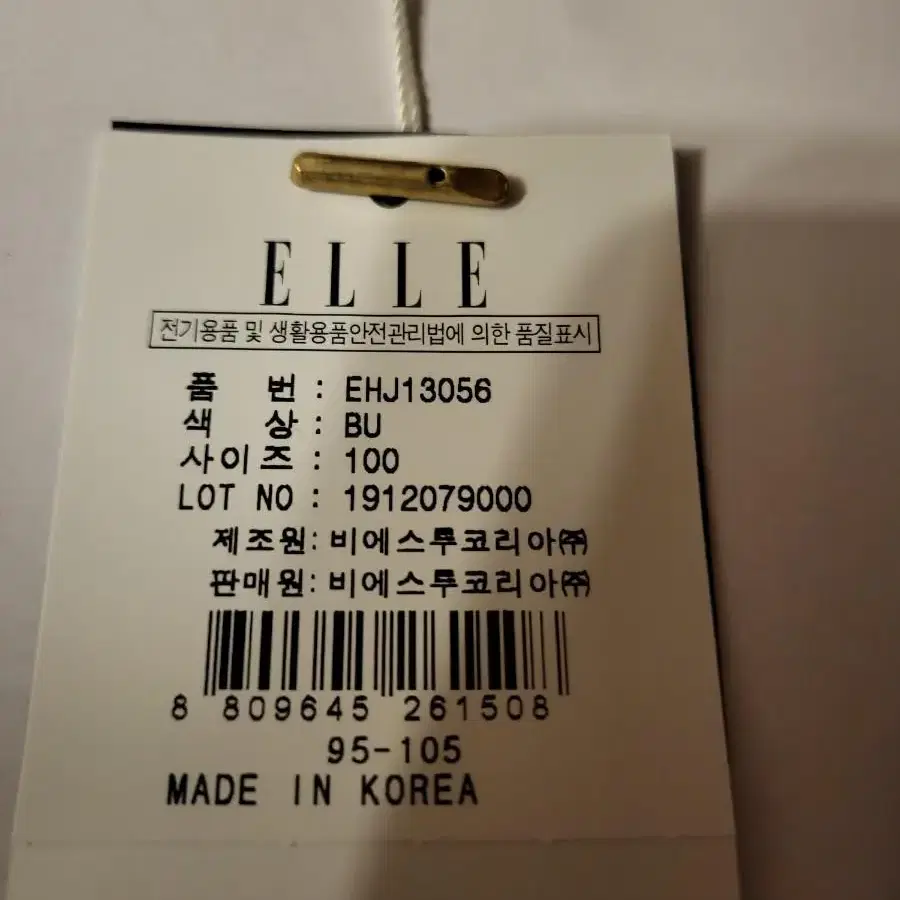 ELLE
전기용품 및 생활용품안전관리법에 의한 품질표시
품 번 : EHJ13056
색 상 : BU
사이즈 : 100
LOT NO : 1912079000
제조원: 비에스투코리아㈜
판매원: 비에스투코리아㈜
8 809645 261508
95-105
MADE IN KOREA